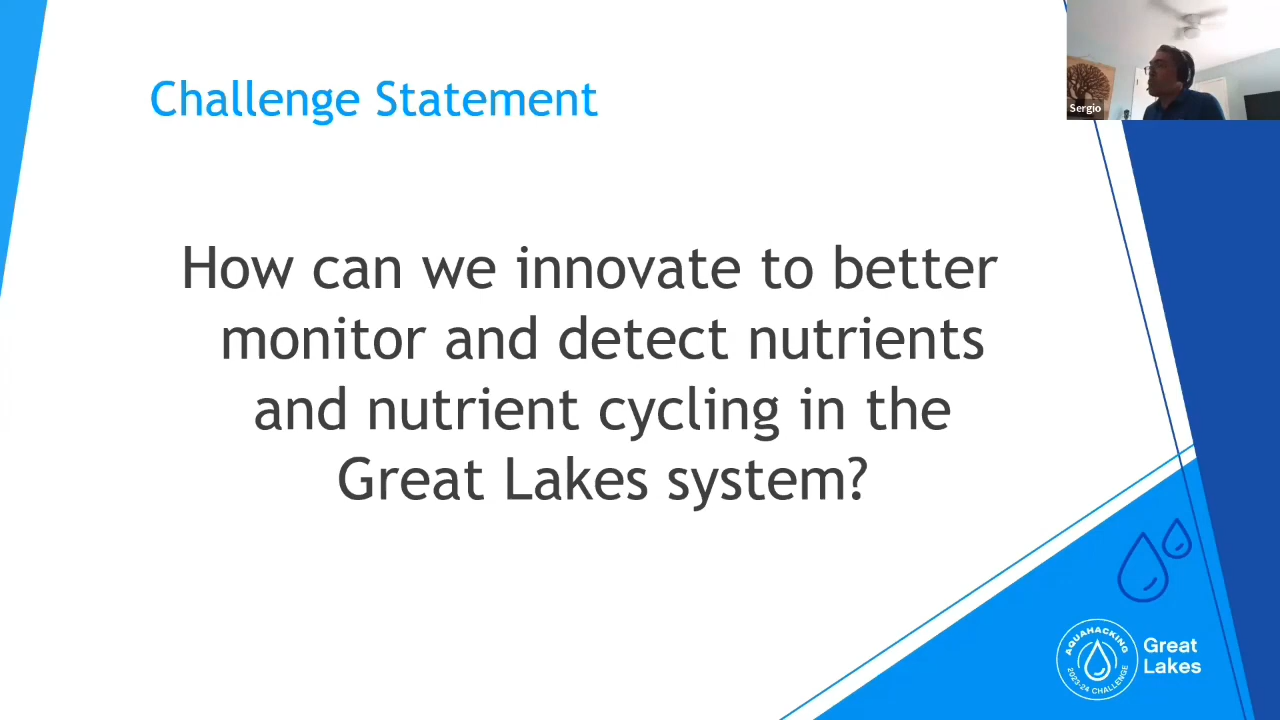 Challenge Statement
Sergio
How can we innovate to better
monitor and detect nutrients
and nutrient cycling in the
Great Lakes system?
AQUAHACKING
2023-24 CHALLENGE
Great
Lakes